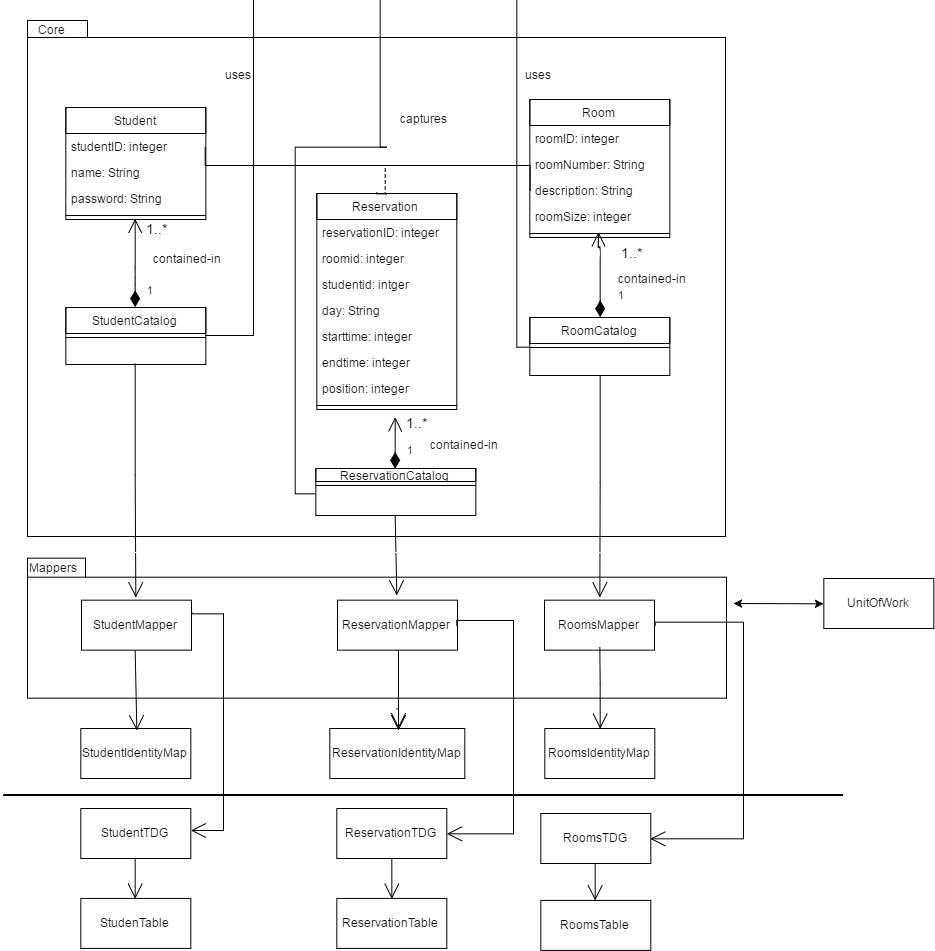 Core
uses
uses
captures
Student
studentID: integer
name: String
password: String
Room
roomID: integer
roomNumber: String
description: String
roomSize: integer
Reservation
reservationID: integer
roomid: integer
studentid: intger
day: String
starttime: integer
endtime: integer
position: integer
1..*
contained-in
1
StudentCatalog
1..*
contained-in
1
RoomCatalog
1..*
contained-in
1
ReservationCatalog
Mappers
StudentMapper
ReservationMapper
RoomsMapper
UnitOfWork
StudentIdentityMap
ReservationIdentityMap
RoomsIdentityMap
StudentTDG
ReservationTDG
RoomsTDG
StudenTable
ReservationTable
RoomsTable